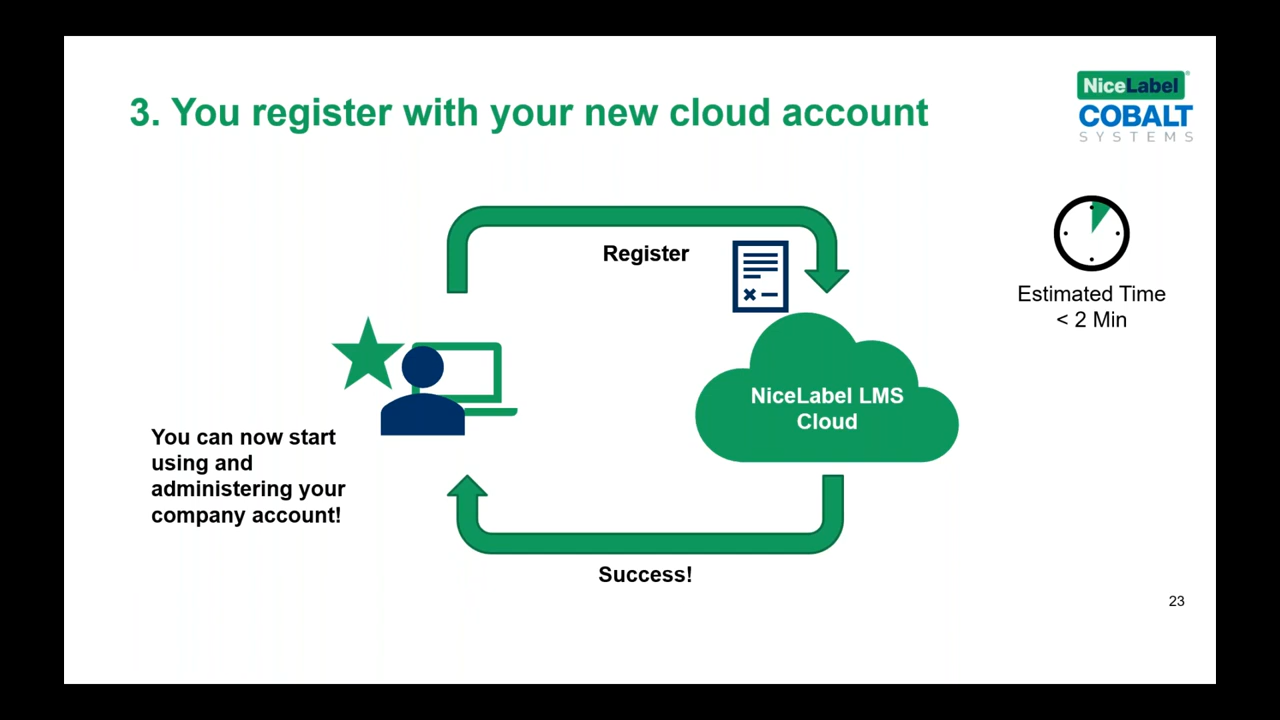 3. You register with your new cloud account
NiceLabel®
COBALT
SYSTEMS
Register
Estimated Time
< 2 Min
NiceLabel LMS
Cloud
You can now start
using and
administering your
company account!
Success!
23